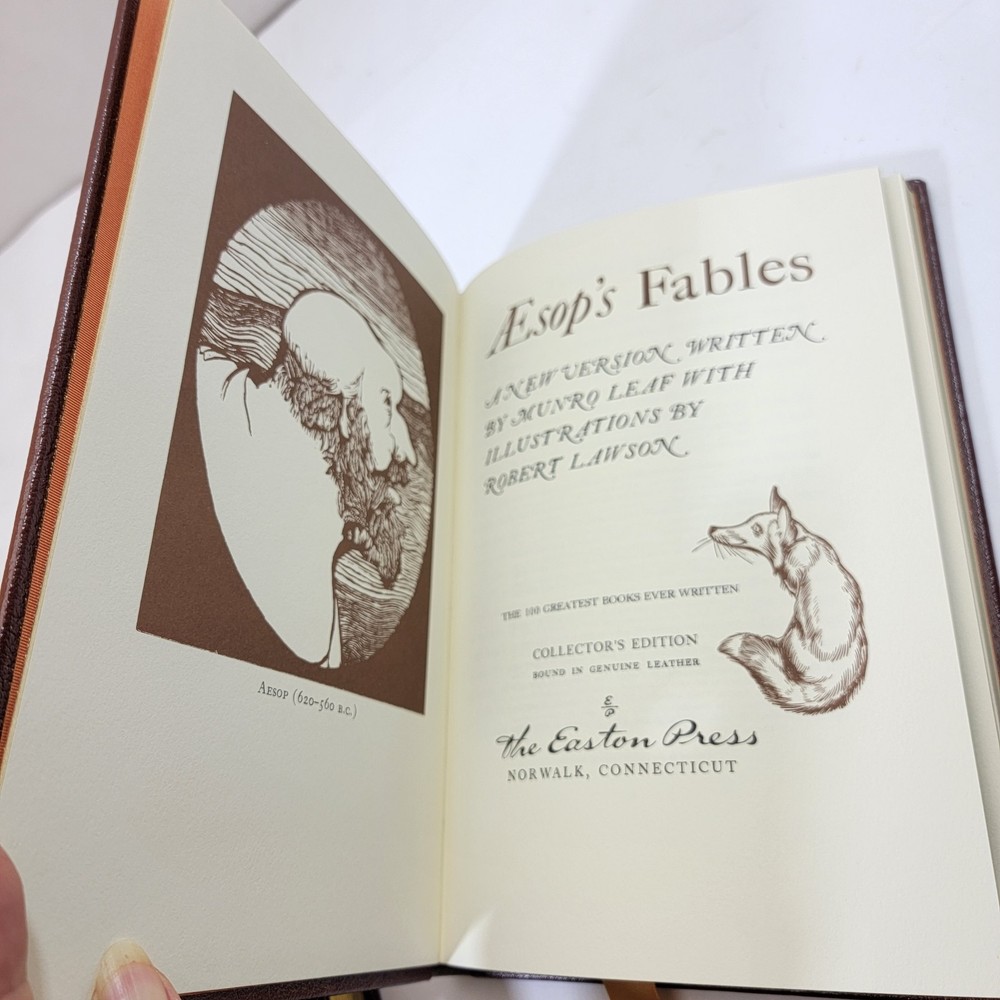 Aesop (620–560 B.C.)
Æsop's Fables
A NEW VERSION WRITTEN
BY MUNRO LEAF WITH
ILLUSTRATIONS BY
ROBERT LAWSON
THE 100 GREATEST BOOKS EVER WRITTEN
COLLECTOR'S EDITION
BOUND IN GENUINE LEATHER
The Easton Press
NORWALK, CONNECTICUT